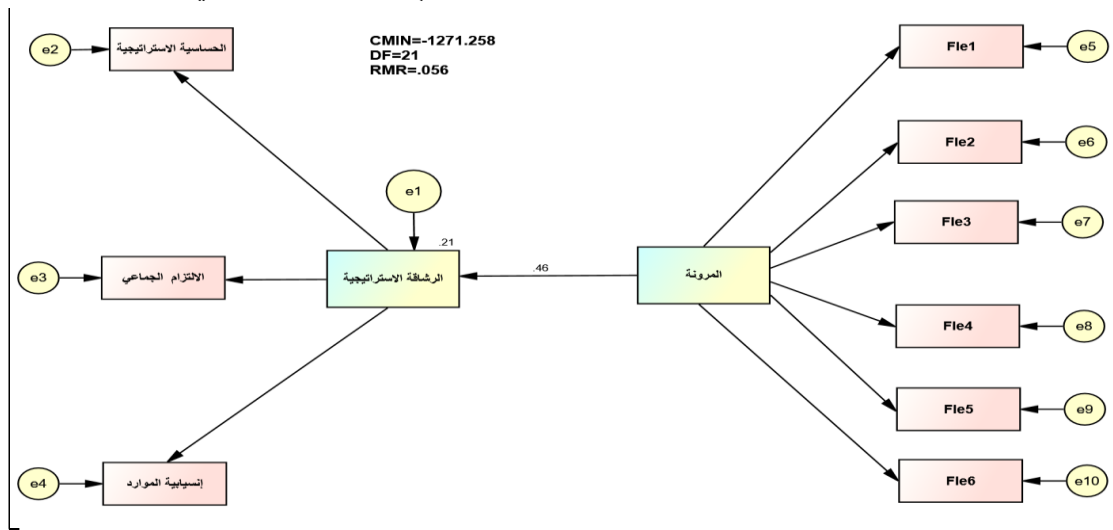 e2
الحساسية الاستراتيجية
CMIN=-1271.258
DF=21
RMR=.056
Fle1
e5
Fle2
e6
e1
Fle3
e7
.21
e3
الالتزام الجماعي
الرشاقة الاستراتيجية
.46
المرونة
Fle4
e8
Fle5
e9
e4
إنسيابية الموارد
Fle6
e10